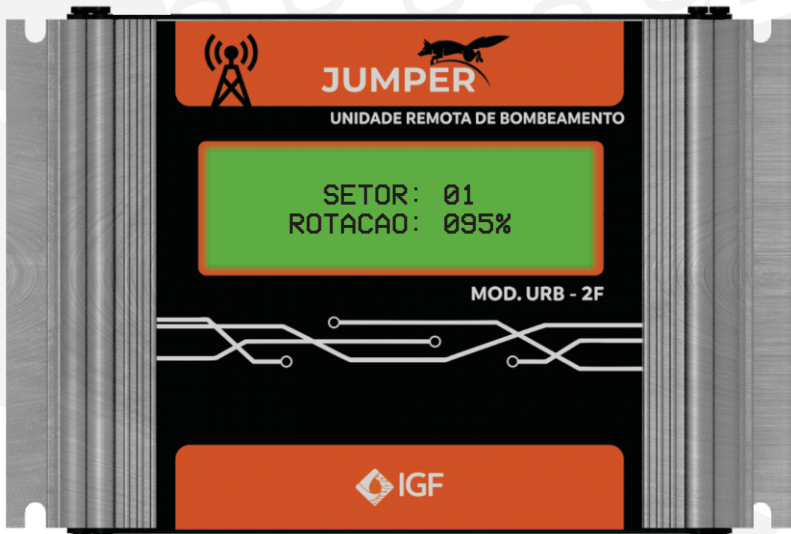 JUMPER
UNIDADE REMOTA DE BOMBEAMENTO
SETOR: 01
ROTACAO: 095%
MOD. URB - 2F
IGF